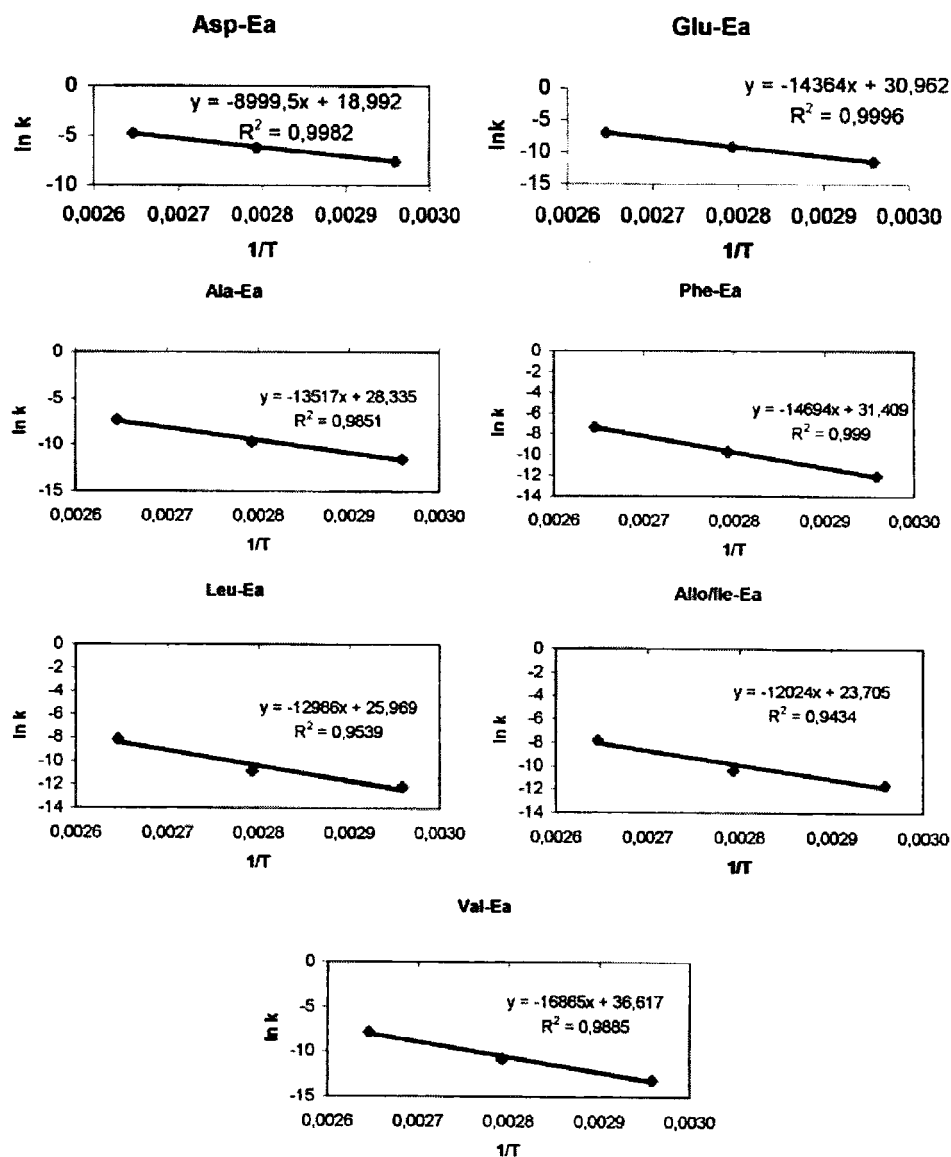 Asp-Ea
0
-5
-10
ln k
y = -8999,5x + 18,992
R² = 0,9982
0,0026 0,0027 0,0028 0,0029 0,0030
1/T
Glu-Ea
0
-5
-10
-15
lnk
y = -14364x + 30,962
R² = 0,9996
0,0026 0,0027 0,0028 0,0029 0,0030
1/T
Ala-Ea
0
-5
-10
-15
ln k
y = -13517x + 28,335
R² = 0,9851
0,0026 0,0027 0,0028 0,0029 0,0030
1/T
Phe-Ea
0
-2
-4
-6
-8
-10
-12
-14
ln k
y = -14694x + 31,409
R² = 0,999
0,0026 0,0027 0,0028 0,0029 0,0030
1/T
Leu-Ea
0
-2
-4
-6
-8
-10
-12
-14
ln k
y = -12986x + 25,969
R² = 0,9539
0,0026 0,0027 0,0028 0,0029 0,0030
1/T
Allo/Ile-Ea
0
-2
-4
-6
-8
-10
-12
-14
ln k
y = -12024x + 23,705
R² = 0,9434
0,0026 0,0027 0,0028 0,0029 0,0030
1/T
Val-Ea
0
-5
-10
-15
ln k
y = -16865x + 36,617
R² = 0,9885
0,0026 0,0027 0,0028 0,0029 0,0030
1/T